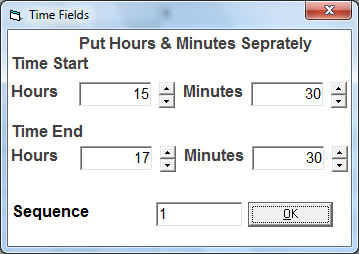 Time Fields
Put Hours & Minutes Seprately
Time Start
Hours 15 Minutes 30
Time End
Hours 17 Minutes 30
Sequence 1 OK